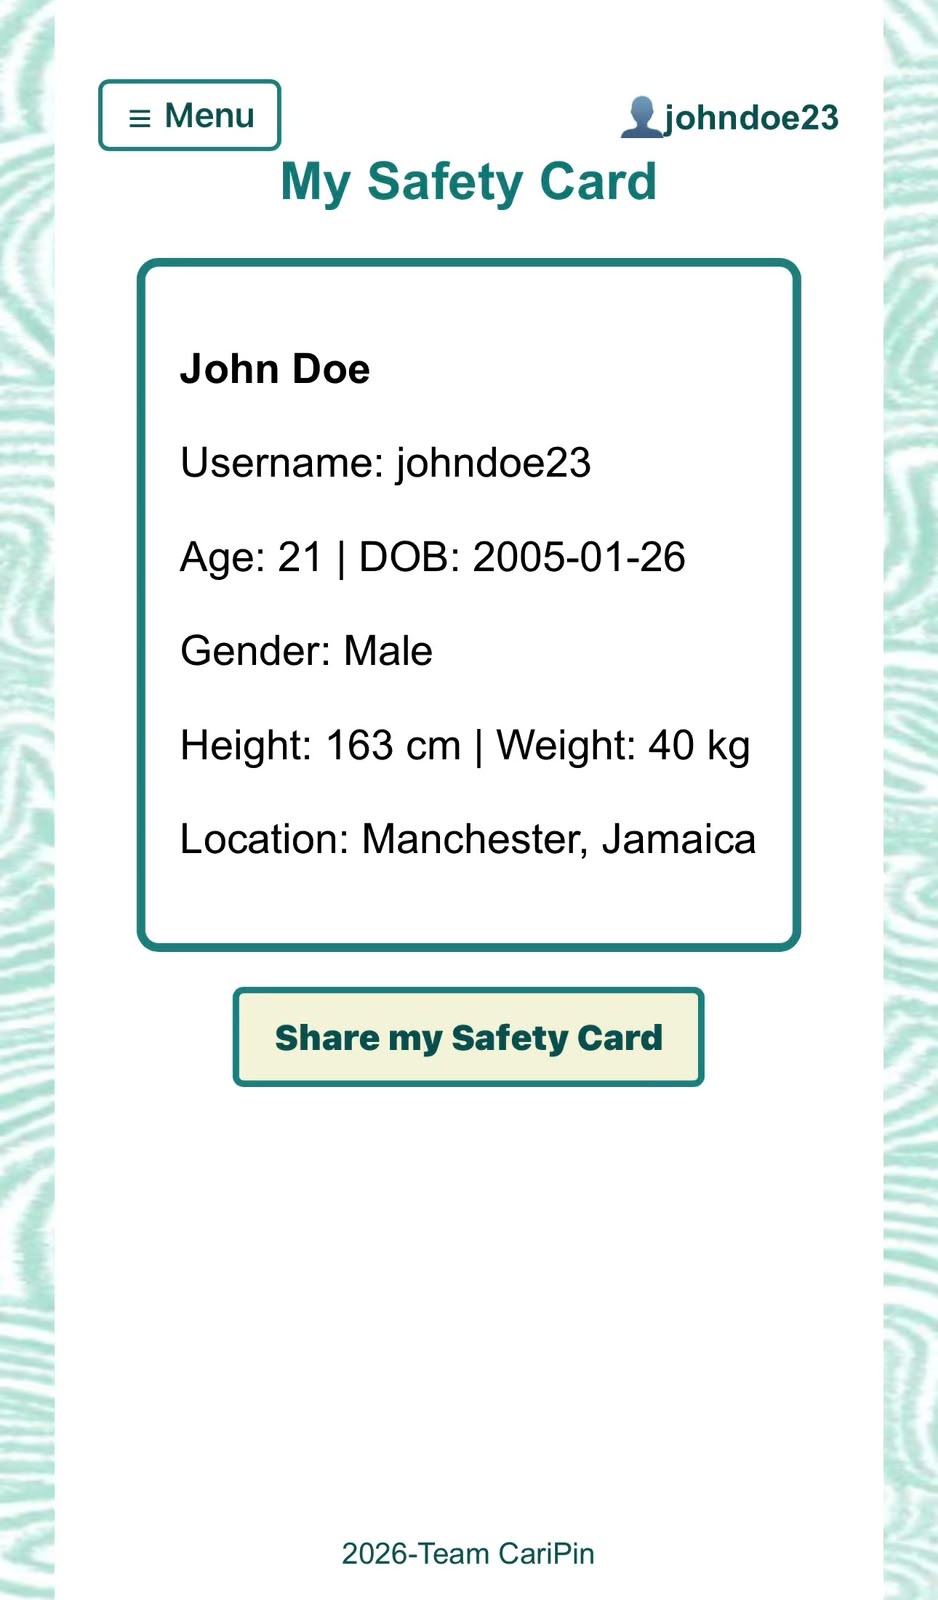 ≡ Menu
👤johndoe23
My Safety Card
John Doe
Username: johndoe23
Age: 21 | DOB: 2005-01-26
Gender: Male
Height: 163 cm | Weight: 40 kg
Location: Manchester, Jamaica
Share my Safety Card
2026-Team CariPin